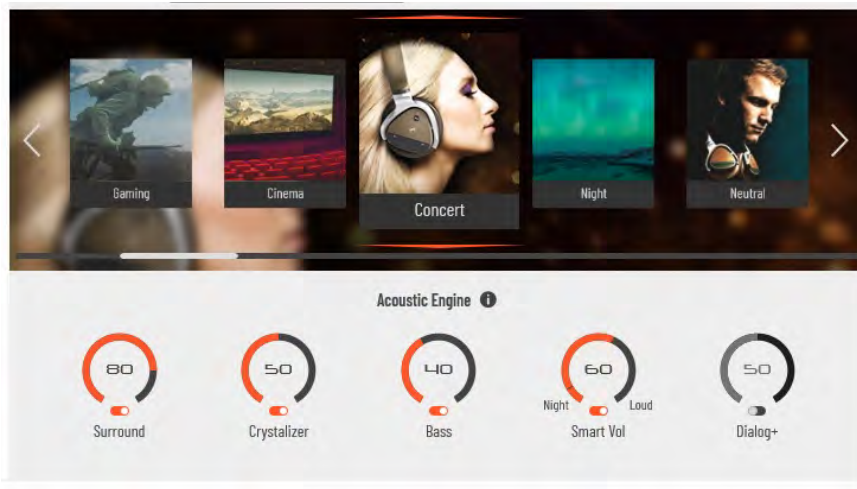 Gaming
Cinema
Concert
Night
Neutral
Acoustic Engine i
80
50
40
60
50
Night
Loud
Surround
Crystalizer
Bass
Smart Vol
Dialog+